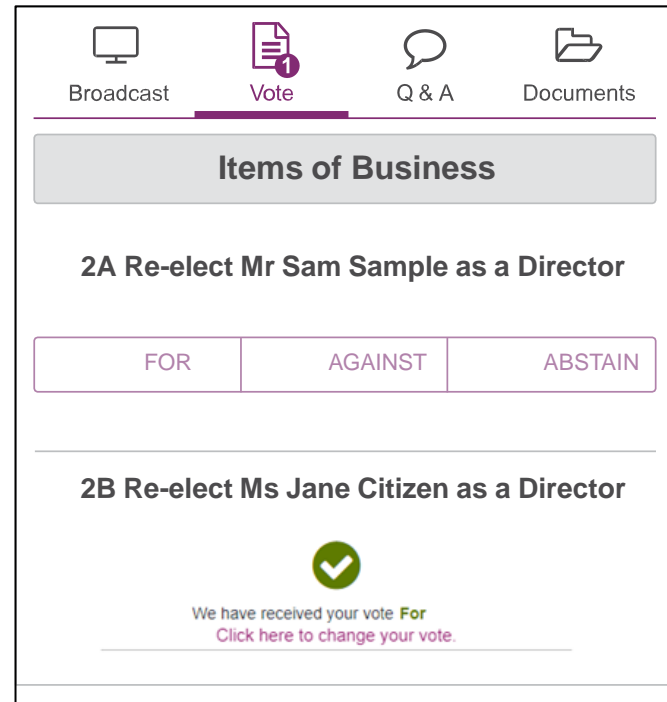 1
Broadcast Vote Q & A Documents
Items of Business
2A Re-elect Mr Sam Sample as a Director
FOR AGAINST ABSTAIN
2B Re-elect Ms Jane Citizen as a Director
We have received your vote For
Click here to change your vote.